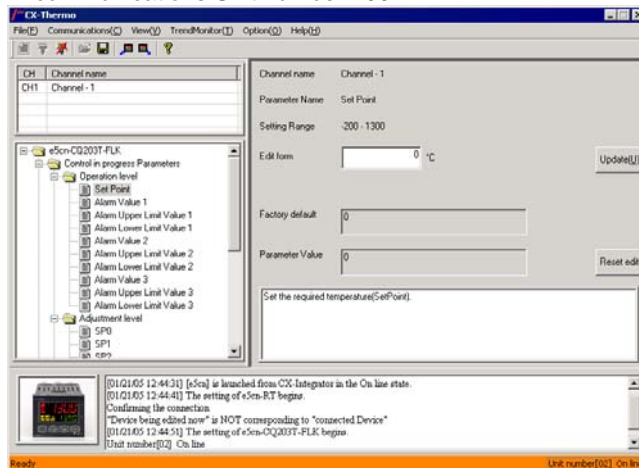 CX-Thermo
File(F) Communications(C) View(V) TrendMonitor(T) Option(O) Help(H)
CH Channel name
CH1 Channel - 1
Channel name Channel - 1
Parameter Name Set Point
Setting Range -200 - 1300
Edit form 0 °C
Update(U)
Factory default 0
Parameter Value 0
Reset edit
Set the required temperature(SetPoint).
e5cn-CQ203T-FLK
Control in progress Parameters
Operation level
Set Point
Alarm Value 1
Alarm Upper Limit Value 1
Alarm Lower Limit Value 1
Alarm Value 2
Alarm Upper Limit Value 2
Alarm Lower Limit Value 2
Alarm Value 3
Alarm Upper Limit Value 3
Alarm Lower Limit Value 3
Adjustment level
SP0
SP1
SP2
[01/21/05 12:44:31] [e5cn] is launched from CX-Integrator in the On line state.
[01/21/05 12:44:41] The setting of e5cn-RT begins.
Confirming the connection
"Device being edited now" is NOT corresponding to "connected Device"
[01/21/05 12:44:51] The setting of e5cn-CQ203T-FLK begins.
Unit number[02] On line
Ready
Unit number[02] On lin